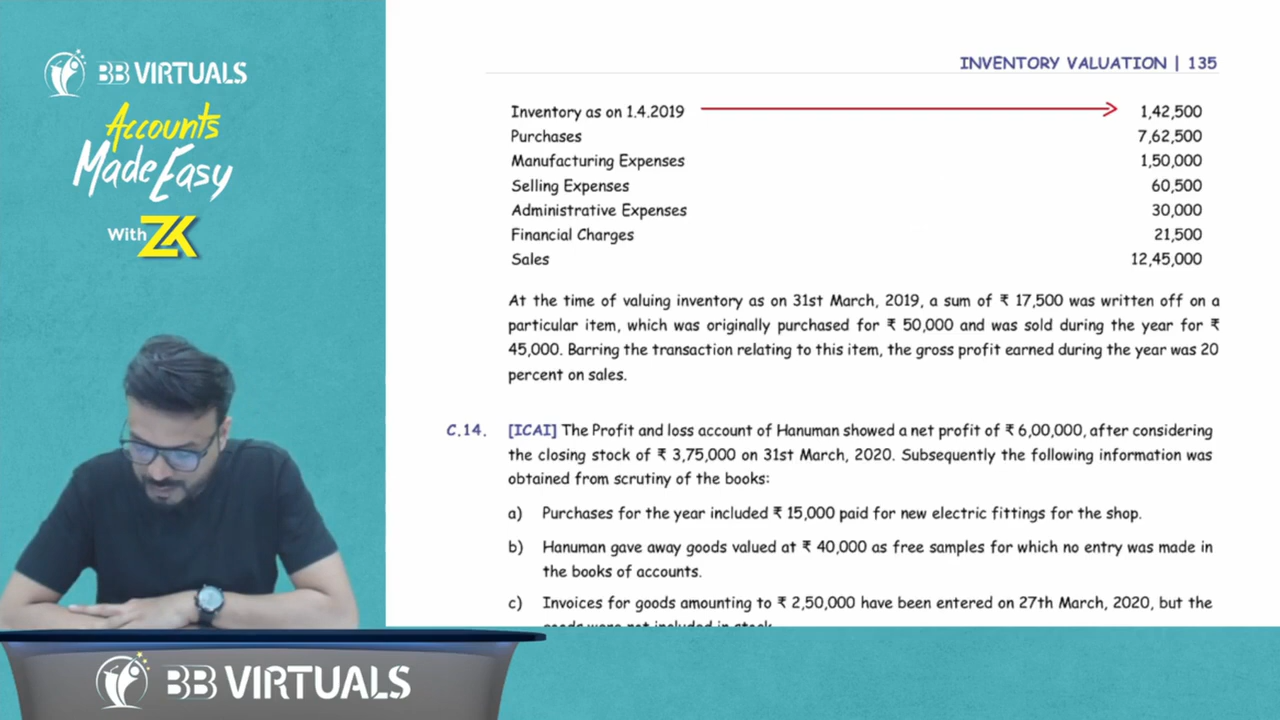 BB VIRTUALS
Accounts
Made Easy
With ZK
INVENTORY VALUATION | 135
Inventory as on 1.4.2019 1,42,500
Purchases 7,62,500
Manufacturing Expenses 1,50,000
Selling Expenses 60,500
Administrative Expenses 30,000
Financial Charges 21,500
Sales 12,45,000
At the time of valuing inventory as on 31st March, 2019, a sum of ₹ 17,500 was written off on a
particular item, which was originally purchased for ₹ 50,000 and was sold during the year for ₹
45,000. Barring the transaction relating to this item, the gross profit earned during the year was 20
percent on sales.
C.14. [ICAI] The Profit and loss account of Hanuman showed a net profit of ₹ 6,00,000, after considering
the closing stock of ₹ 3,75,000 on 31st March, 2020. Subsequently the following information was
obtained from scrutiny of the books:
a) Purchases for the year included ₹ 15,000 paid for new electric fittings for the shop.
b) Hanuman gave away goods valued at ₹ 40,000 as free samples for which no entry was made in
the books of accounts.
c) Invoices for goods amounting to ₹ 2,50,000 have been entered on 27th March, 2020, but the
BB VIRTUALS